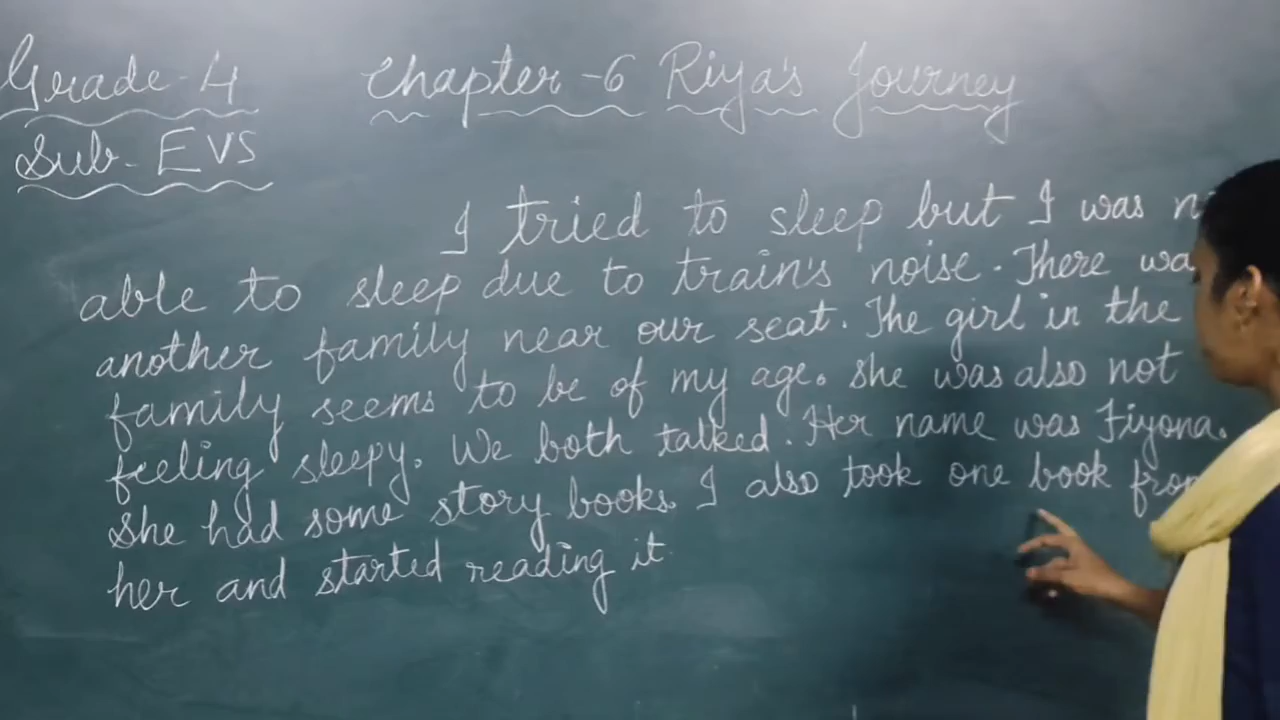 Grade-4 Chapter-6 Riya's Journey
Sub- EVS
I tried to sleep but I was
able to sleep due to train's noise. There
another family near our seat. The girl in the
family seems to be of my age. She was also not
feeling sleepy. We both talked. Her name was Fiyona.
She had some story books. I also took one book
her and started reading it.